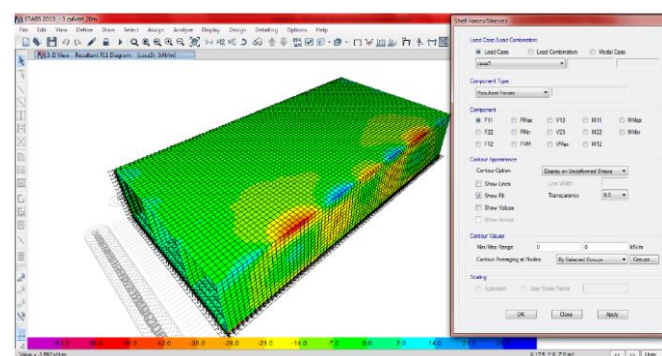 ETABS 2013 - 3 culvert 20m
File Edit View Define Draw Select Assign Analyze Display Design Detailing Options Help
3-D View Resultant F11 Diagram (case3) [kN/m]
-28.0 -21.0 -14.0 -7.0 0.0 7.0 14.0
Shell Forces/Stresses
Load Case/Load Combination
Load Case Load Combination Modal Case
case3
Component Type
Resultant Forces
Component
F11 FMax V13 M11 MMax
F22 FMin V23 M22 MMin
F12 FVM VMax M12
Contour Appearance
Contour Option Display on Undeformed Shape
Show Lines Line Width
Show Fill Transparency 0.0
Show Values
Show Arrows
Contour Values
Min/Max Range 0 0 kN/m
Contour Averaging at Nodes By Selected Groups Groups...
Scaling
Automatic User Scale Factor
OK Close Apply